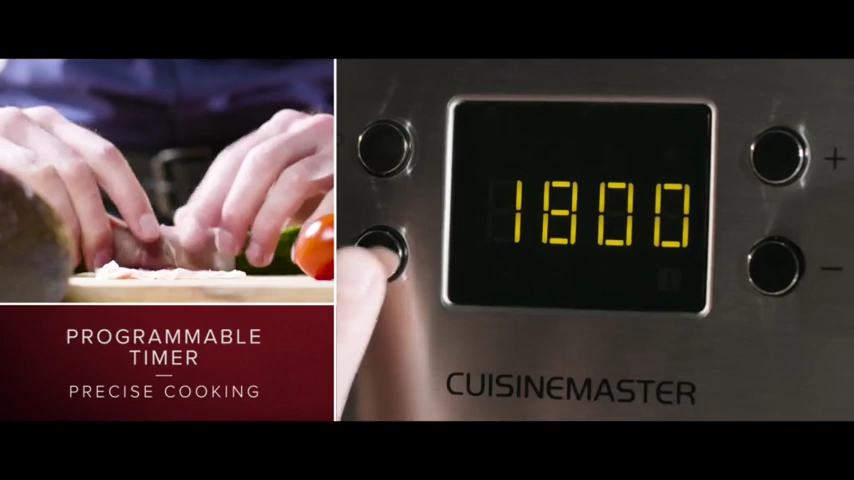 PROGRAMMABLE
TIMER
PRECISE COOKING
1800
+
−
CUISINEMASTER